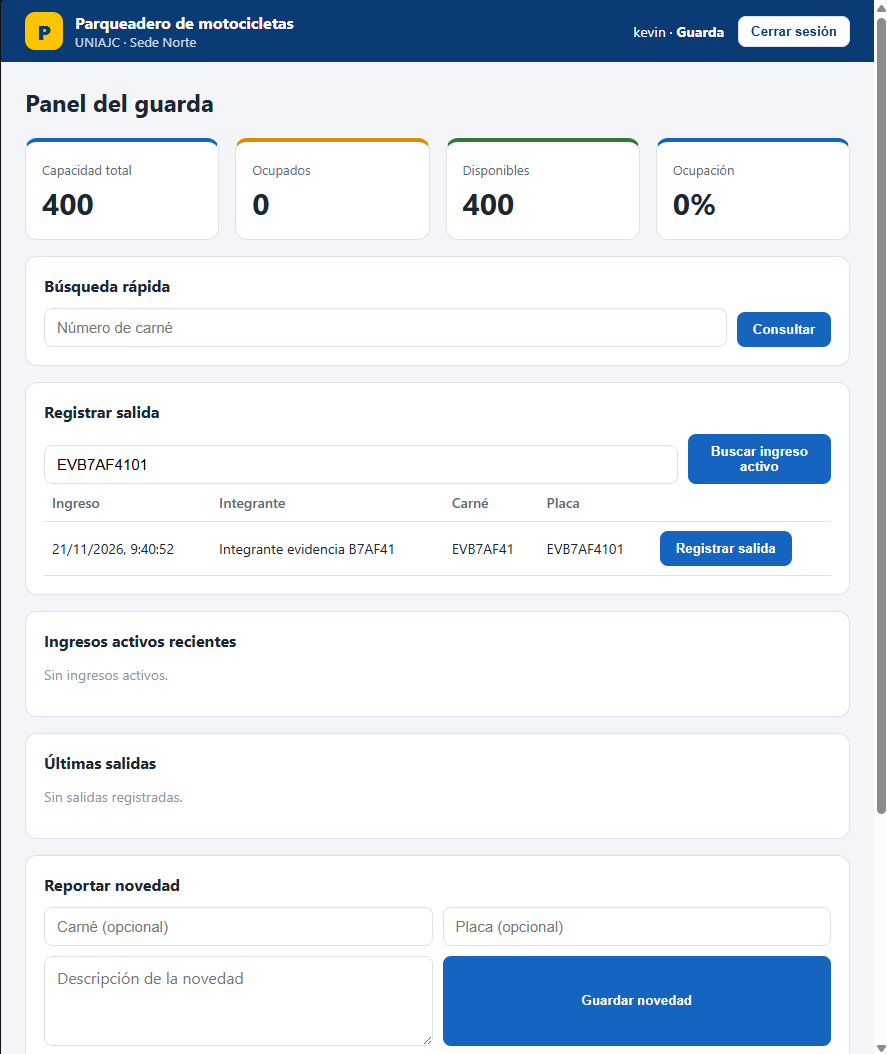 P
Parqueadero de motocicletas
UNIAJC · Sede Norte
kevin · Guarda
Cerrar sesión
Panel del guarda
Capacidad total
400
Ocupados
0
Disponibles
400
Ocupación
0%
Búsqueda rápida
Número de carné
Consultar
Registrar salida
EVB7AF4101
Buscar ingreso
activo
Ingreso Integrante Carné Placa
21/11/2026, 9:40:52 Integrante evidencia B7AF41 EVB7AF41 EVB7AF4101 Registrar salida
Ingresos activos recientes
Sin ingresos activos.
Últimas salidas
Sin salidas registradas.
Reportar novedad
Carné (opcional)
Placa (opcional)
Descripción de la novedad
Guardar novedad